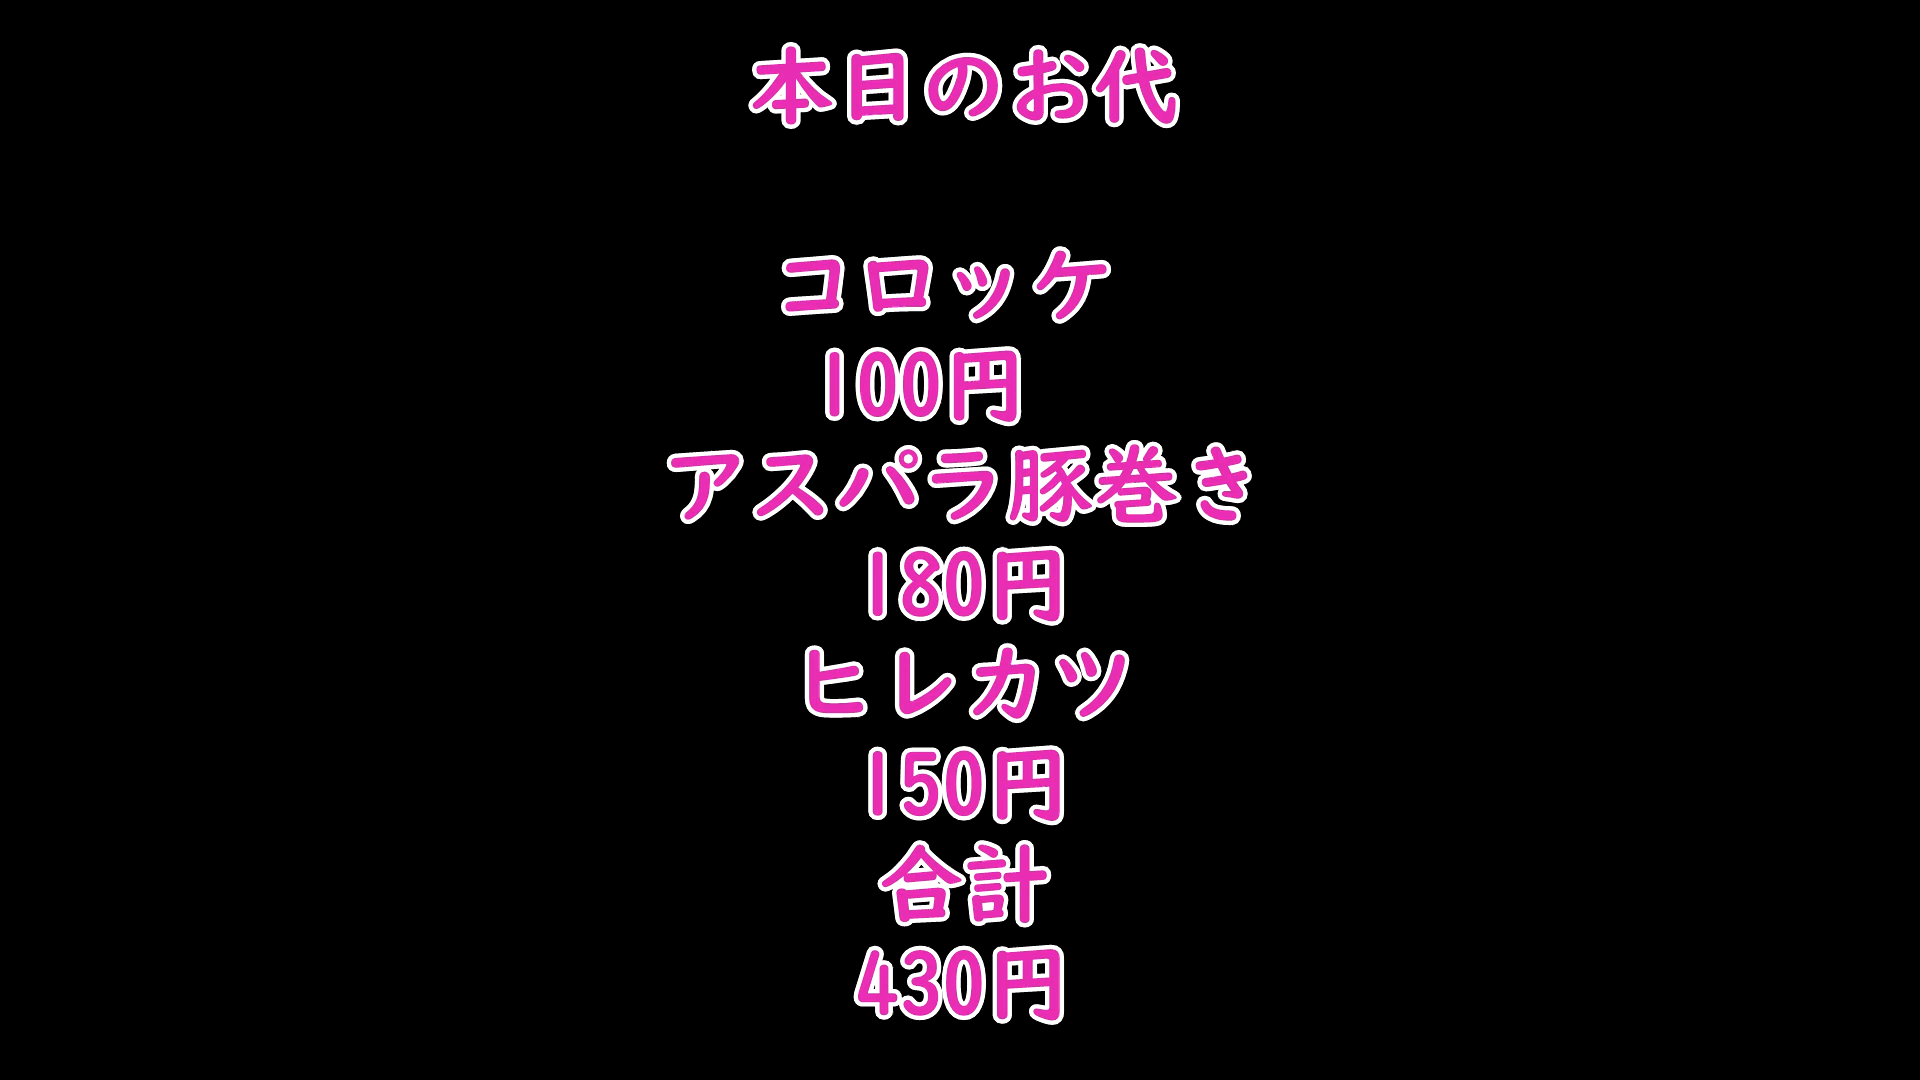 本日のお代
コロッケ
100円
アスパラ豚巻き
180円
ヒレカツ
150円
合計
430円